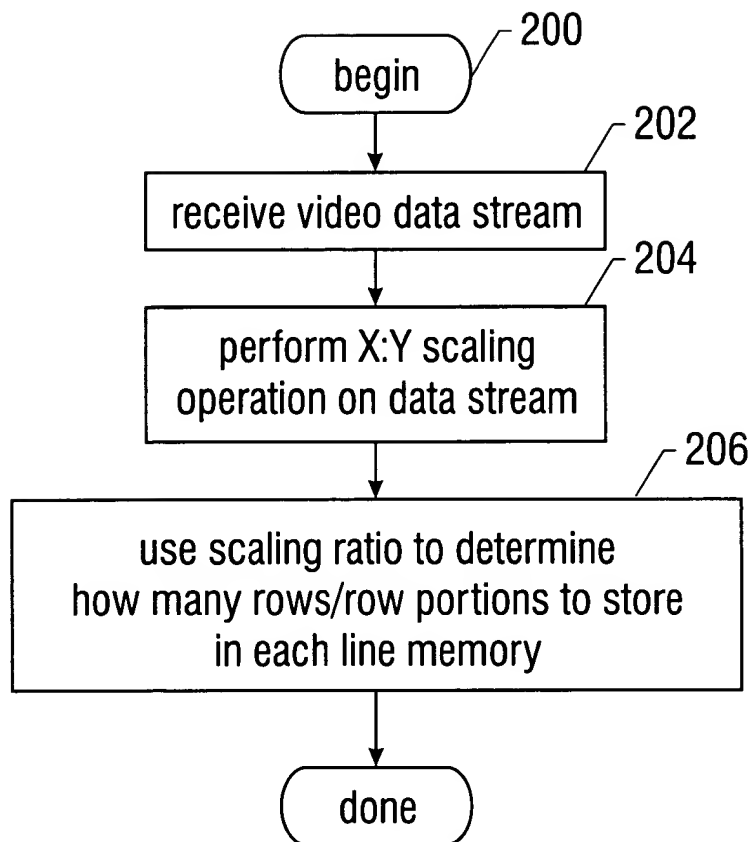 200
begin
202
receive video data stream
204
perform X:Y scaling
operation on data stream
206
use scaling ratio to determine
how many rows/row portions to store
in each line memory
done